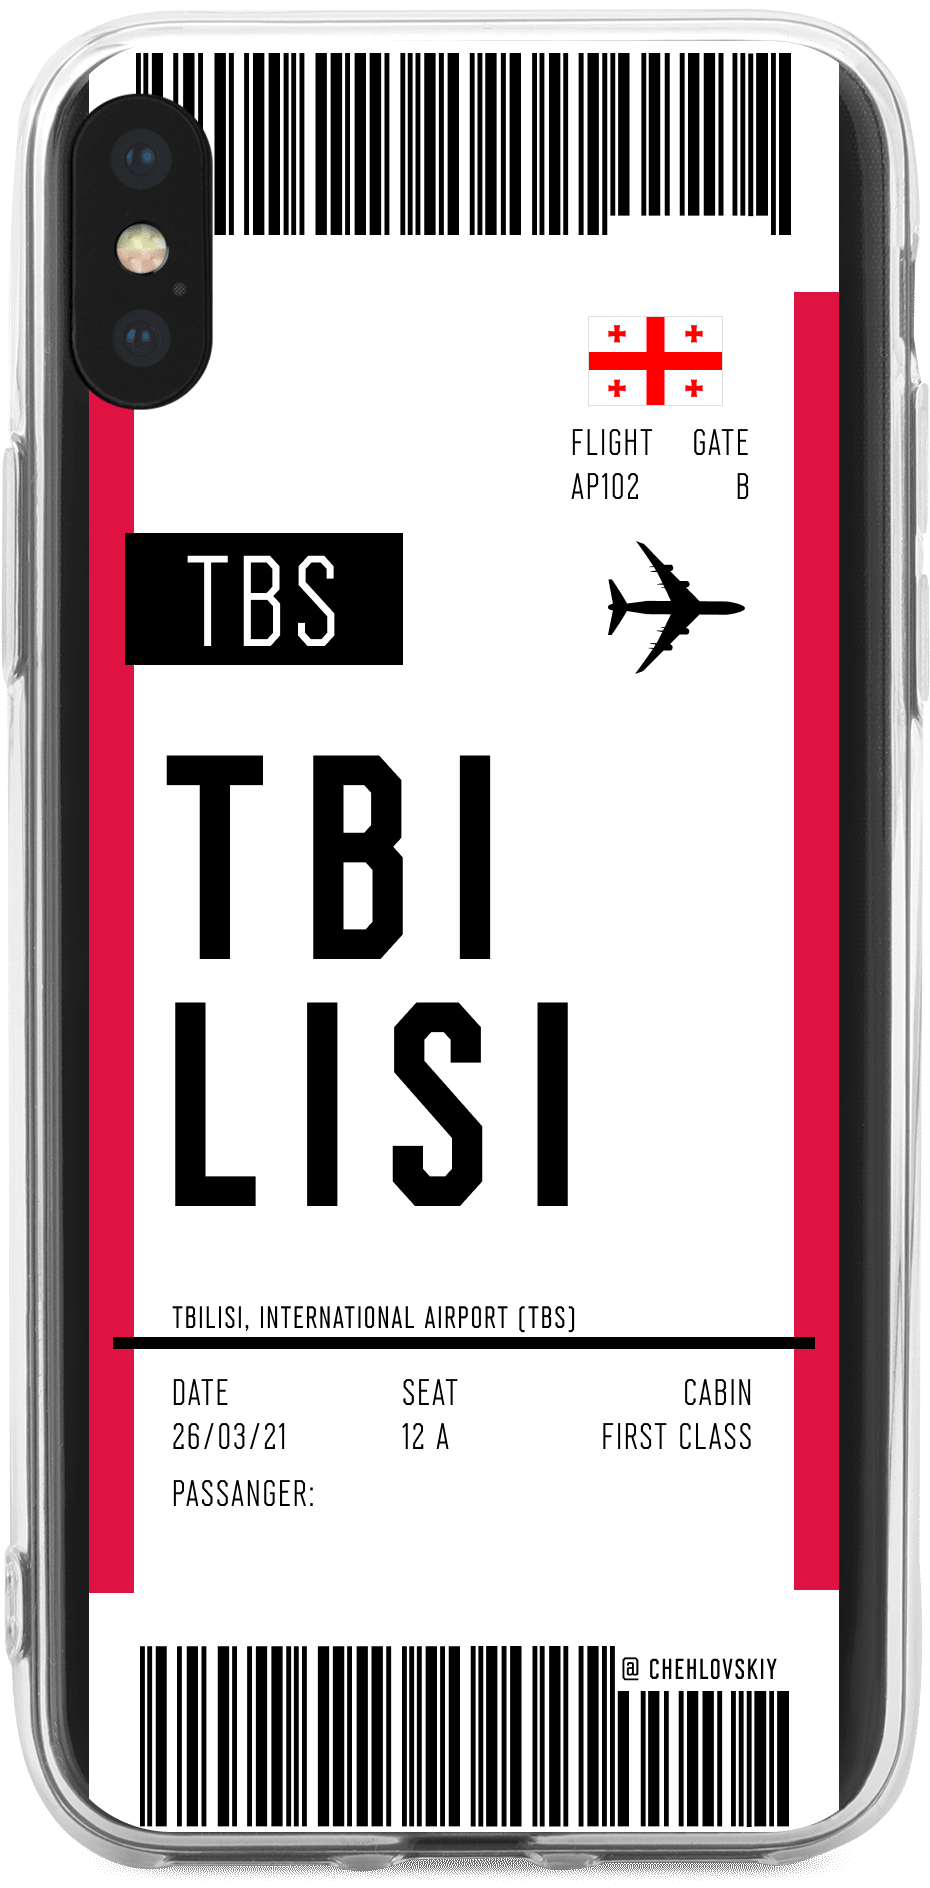 FLIGHT GATE
AP102 B
TBS
TBI
LISI
TBILISI, INTERNATIONAL AIRPORT (TBS)
DATE SEAT CABIN
26/03/21 12 A FIRST CLASS
PASSANGER:
@ CHEHLOVSKIY